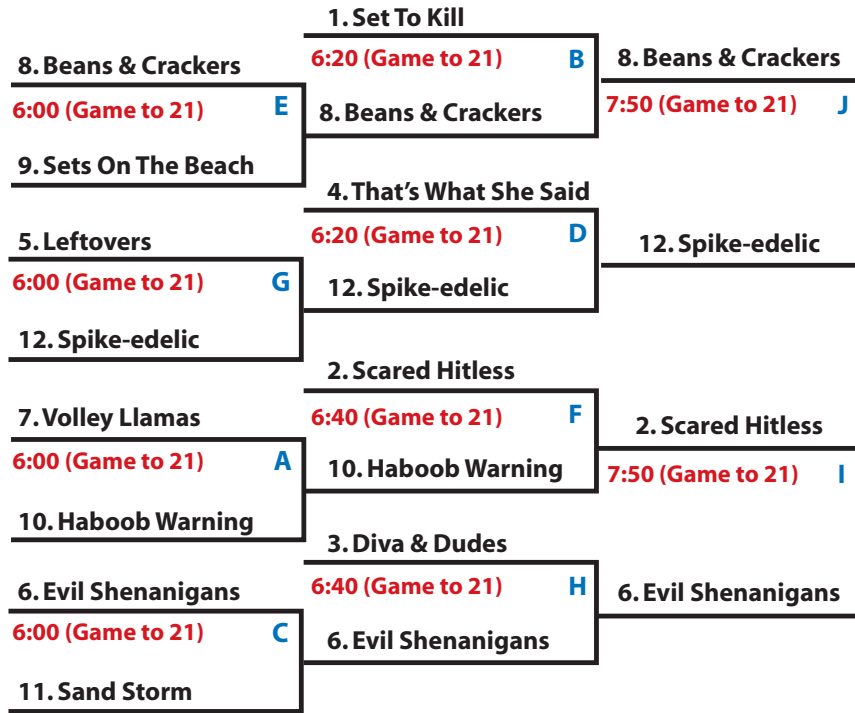 8. Beans & Crackers
6:00 (Game to 21) E
9. Sets On The Beach
5. Leftovers
6:00 (Game to 21) G
12. Spike-edelic
7. Volley Llamas
6:00 (Game to 21) A
10. Haboob Warning
6. Evil Shenanigans
6:00 (Game to 21) C
11. Sand Storm
1. Set To Kill
6:20 (Game to 21) B
8. Beans & Crackers
4. That's What She Said
6:20 (Game to 21) D
12. Spike-edelic
2. Scared Hitless
6:40 (Game to 21) F
10. Haboob Warning
3. Diva & Dudes
6:40 (Game to 21) H
6. Evil Shenanigans
8. Beans & Crackers
7:50 (Game to 21) J
12. Spike-edelic
2. Scared Hitless
7:50 (Game to 21) I
6. Evil Shenanigans